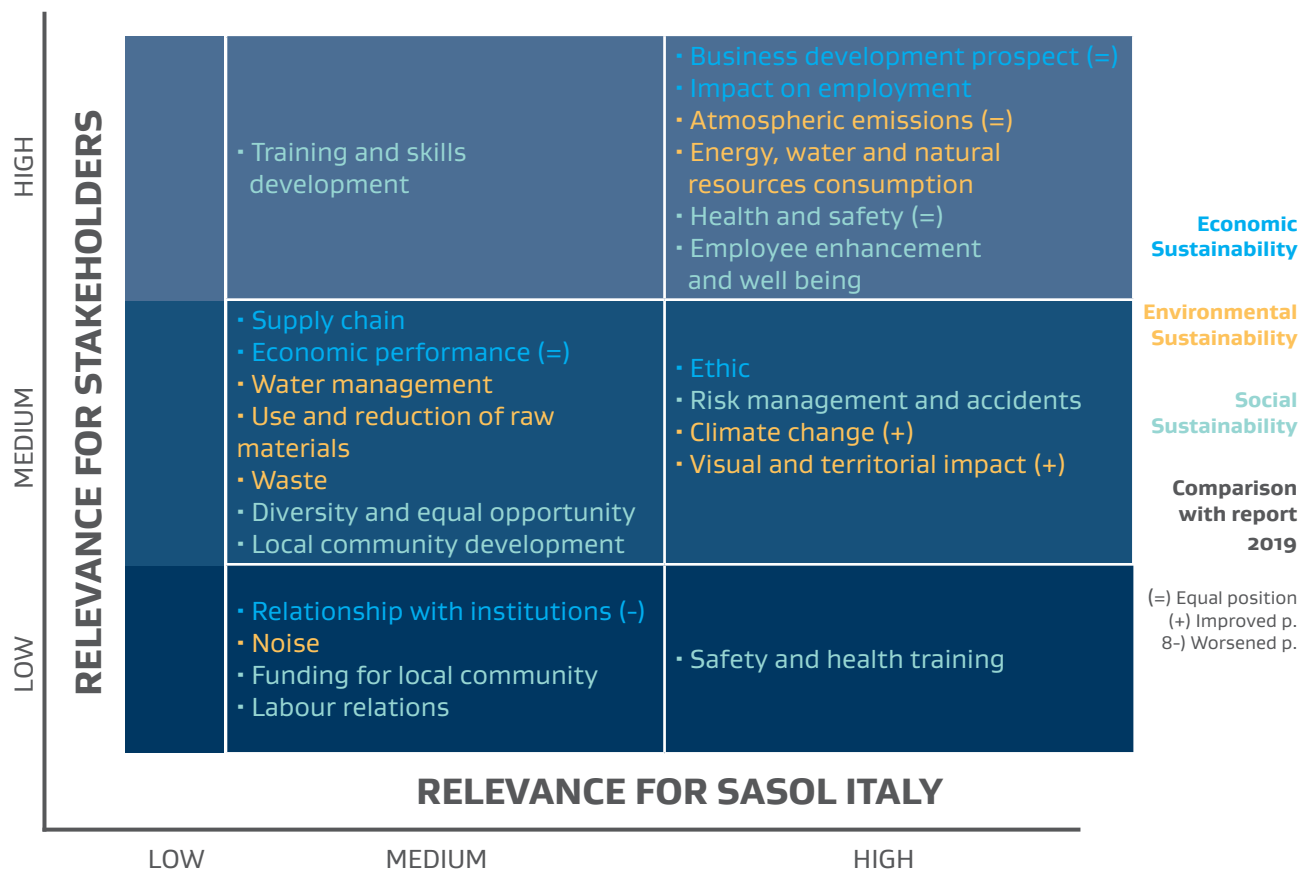 RELEVANCE FOR STAKEHOLDERS
HIGH
MEDIUM
LOW
· Training and skills
development
· Business development prospect (=)
· Impact on employment
· Atmospheric emissions (=)
· Energy, water and natural
resources consumption
· Health and safety (=)
· Employee enhancement
and well being
· Supply chain
· Economic performance (=)
· Water management
· Use and reduction of raw
materials
· Waste
· Diversity and equal opportunity
· Local community development
· Ethic
· Risk management and accidents
· Climate change (+)
· Visual and territorial impact (+)
· Relationship with institutions (-)
· Noise
· Funding for local community
· Labour relations
· Safety and health training
RELEVANCE FOR SASOL ITALY
LOW
MEDIUM
HIGH
Economic
Sustainability
Environmental
Sustainability
Social
Sustainability
Comparison
with report
2019
(=) Equal position
(+) Improved p.
8-) Worsened p.